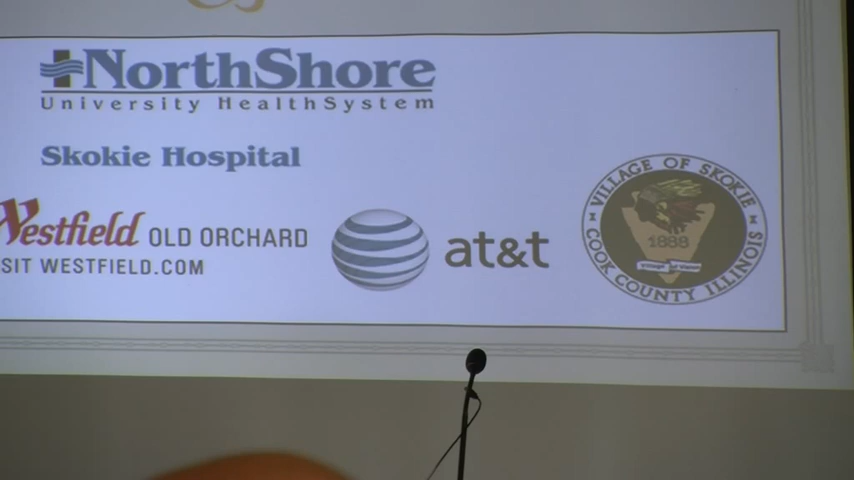 NorthShore
University HealthSystem
Skokie Hospital
Westfield OLD ORCHARD
SIT WESTFIELD.COM
at&t
VILLAGE OF SKOKIE
1888
COOK COUNTY ILLINOIS